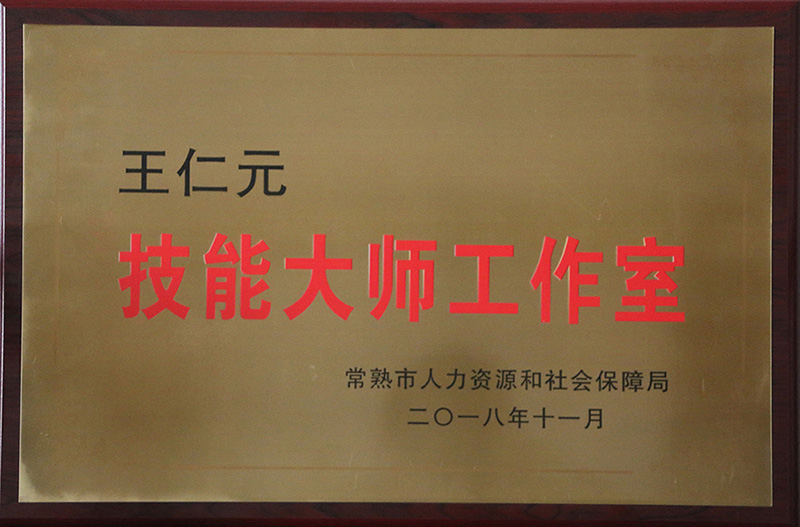 王仁元
技能大师工作室
常熟市人力资源和社会保障局
二〇一八年十一月